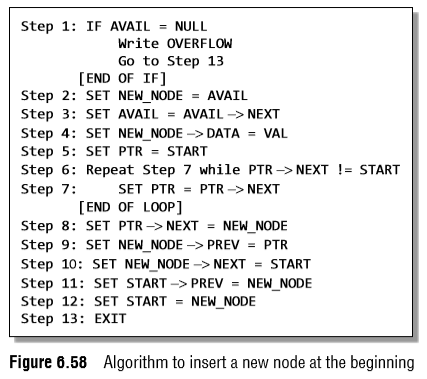 Step 1: IF AVAIL = NULL
Write OVERFLOW
Go to Step 13
[END OF IF]
Step 2: SET NEW_NODE = AVAIL
Step 3: SET AVAIL = AVAIL->NEXT
Step 4: SET NEW_NODE->DATA = VAL
Step 5: SET PTR = START
Step 6: Repeat Step 7 while PTR->NEXT != START
Step 7: SET PTR = PTR->NEXT
[END OF LOOP]
Step 8: SET PTR->NEXT = NEW_NODE
Step 9: SET NEW_NODE->PREV = PTR
Step 10: SET NEW_NODE->NEXT = START
Step 11: SET START->PREV = NEW_NODE
Step 12: SET START = NEW_NODE
Step 13: EXIT
Figure 6.58 Algorithm to insert a new node at the beginning